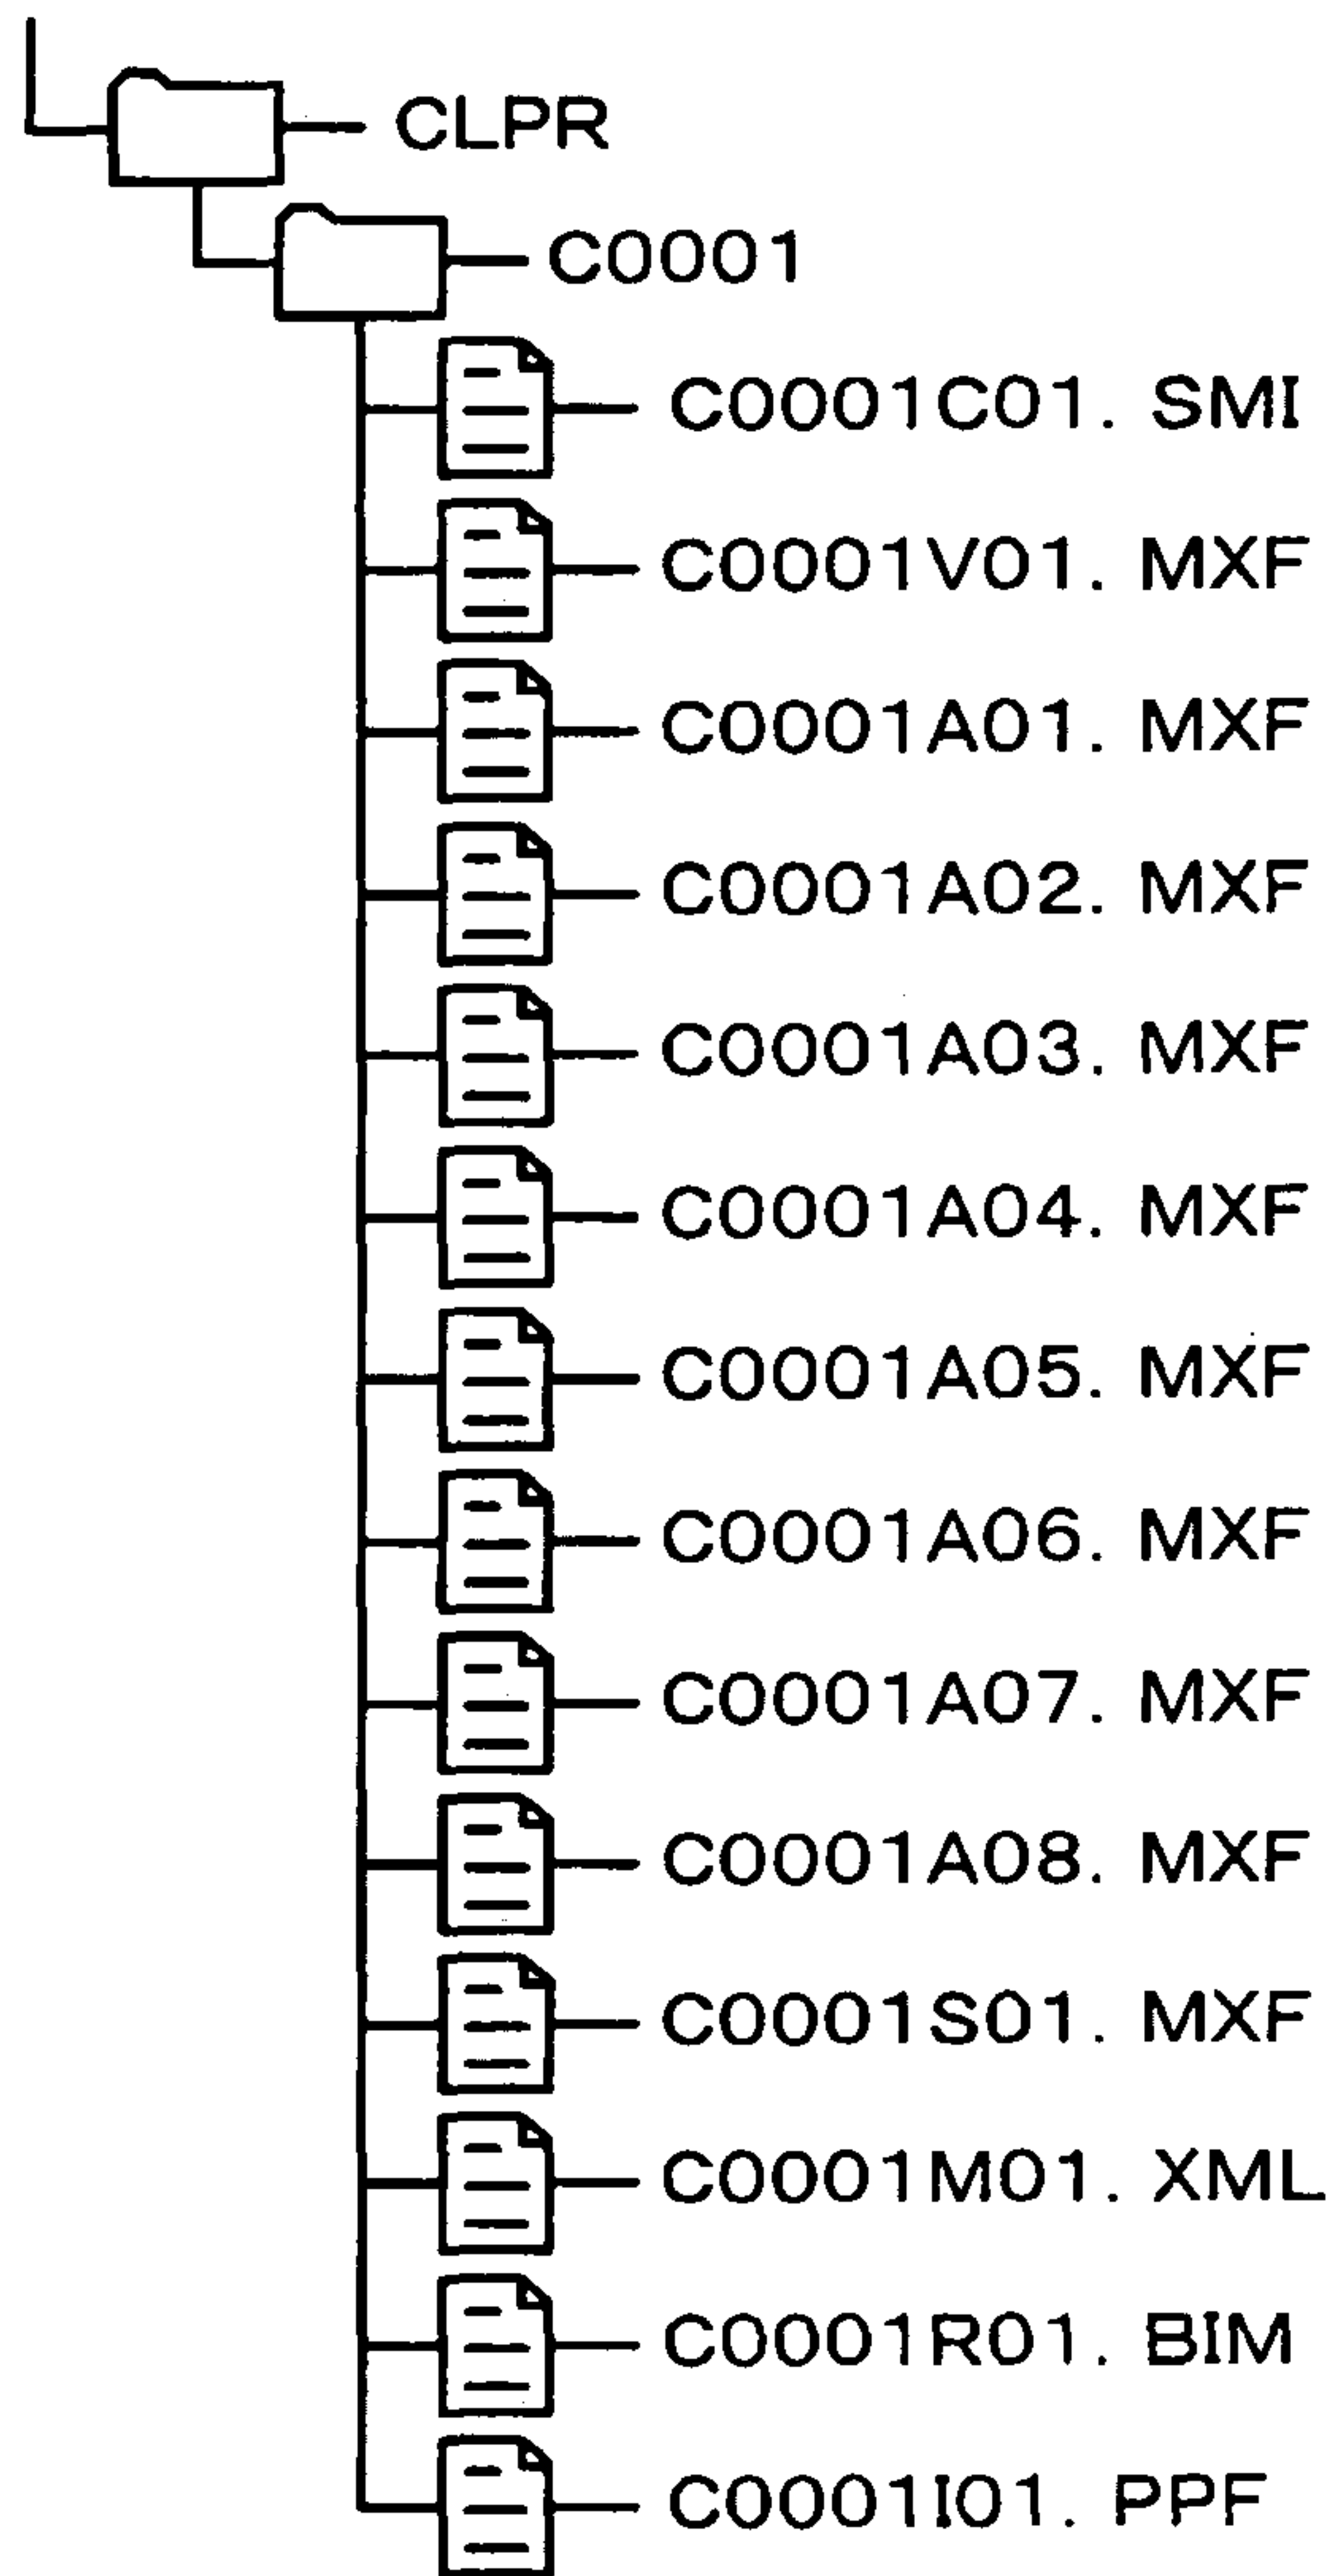 CLPR
C0001
C0001C01. SMI
C0001V01. MXF
C0001A01. MXF
C0001A02. MXF
C0001A03. MXF
C0001A04. MXF
C0001A05. MXF
C0001A06. MXF
C0001A07. MXF
C0001A08. MXF
C0001S01. MXF
C0001M01. XML
C0001R01. BIM
C0001I01. PPF